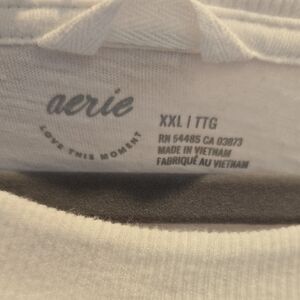 aerie
LOVE THIS MOMENT
XXL | TTG
RN 54485 CA 03873
MADE IN VIETNAM
FABRIQUÉ AU VIETNAM